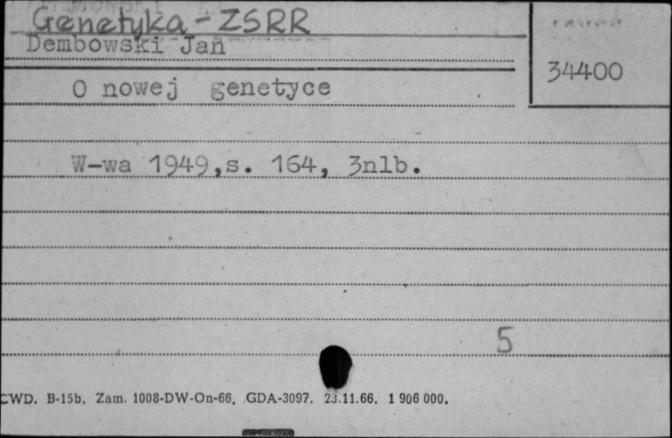 Genetyka - ZSRR
Dembowski Jan
34400
O nowej genetyce
W-wa 1949,s. 164, 3nlb.
5
CWD. B-15b. Zam. 1008-DW-On-66. GDA-3097. 23.11.66. 1 906 000.